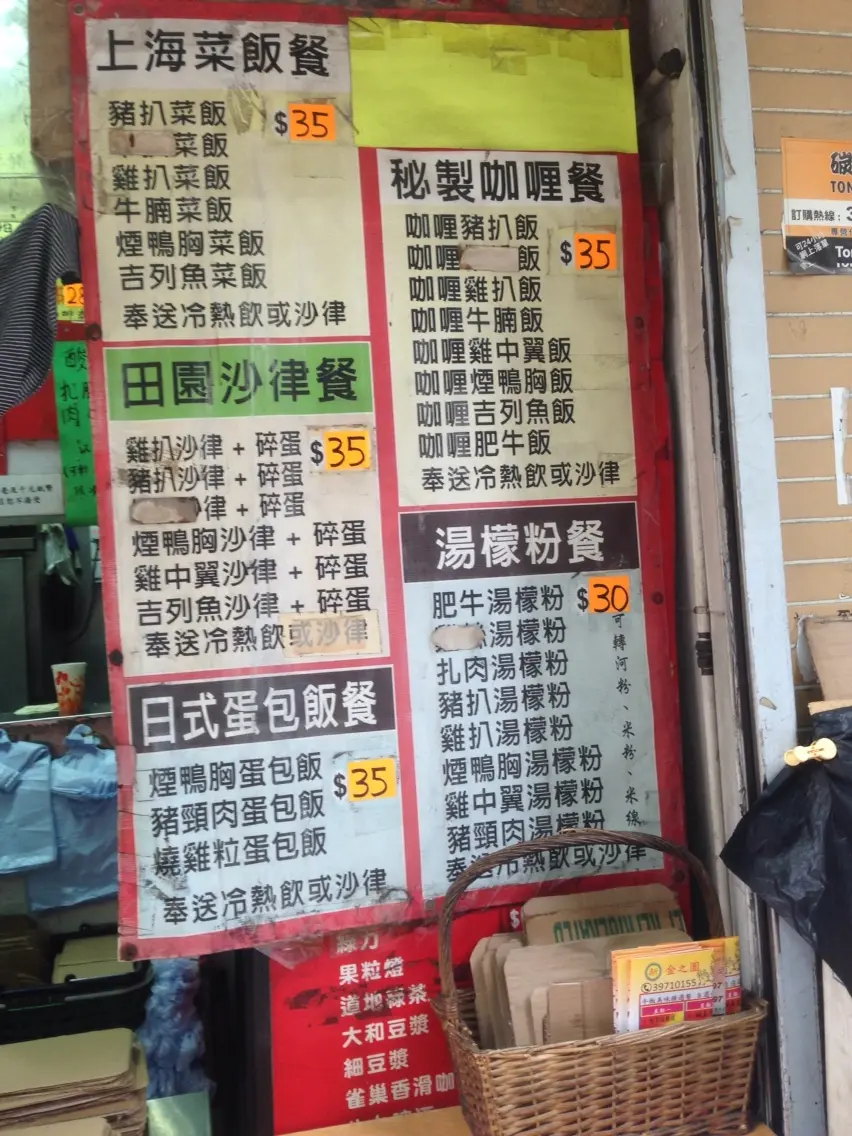 上海菜飯餐
豬扒菜飯
$35
菜飯
雞扒菜飯
牛腩菜飯
煙鴨胸菜飯
吉列魚菜飯
奉送冷熱飲或沙律
田園沙律餐
雞扒沙律 + 碎蛋
$35
豬扒沙律 + 碎蛋
律 + 碎蛋
煙鴨胸沙律 + 碎蛋
雞中翼沙律 + 碎蛋
吉列魚沙律 + 碎蛋
奉送冷熱飲或沙律
日式蛋包飯餐
煙鴨胸蛋包飯
$35
豬頸肉蛋包飯
燒雞粒蛋包飯
奉送冷熱飲或沙律
秘製咖喱餐
咖喱豬扒飯
$35
咖喱 飯
咖喱雞扒飯
咖喱牛腩飯
咖喱雞中翼飯
咖喱煙鴨胸飯
咖喱吉列魚飯
咖喱肥牛飯
奉送冷熱飲或沙律
湯檬粉餐
肥牛湯檬粉
$30
湯檬粉
扎肉湯檬粉
豬扒湯檬粉
雞扒湯檬粉
煙鴨胸湯檬粉
雞中翼湯檬粉
豬頸肉湯檬粉
奉送冷熱飲或沙律
可轉河粉、米粉、米線
果粒橙
道地綠茶
大和豆漿
細豆漿
雀巢香滑咖
金之園
39710155
訂購熱線：3
TON
28